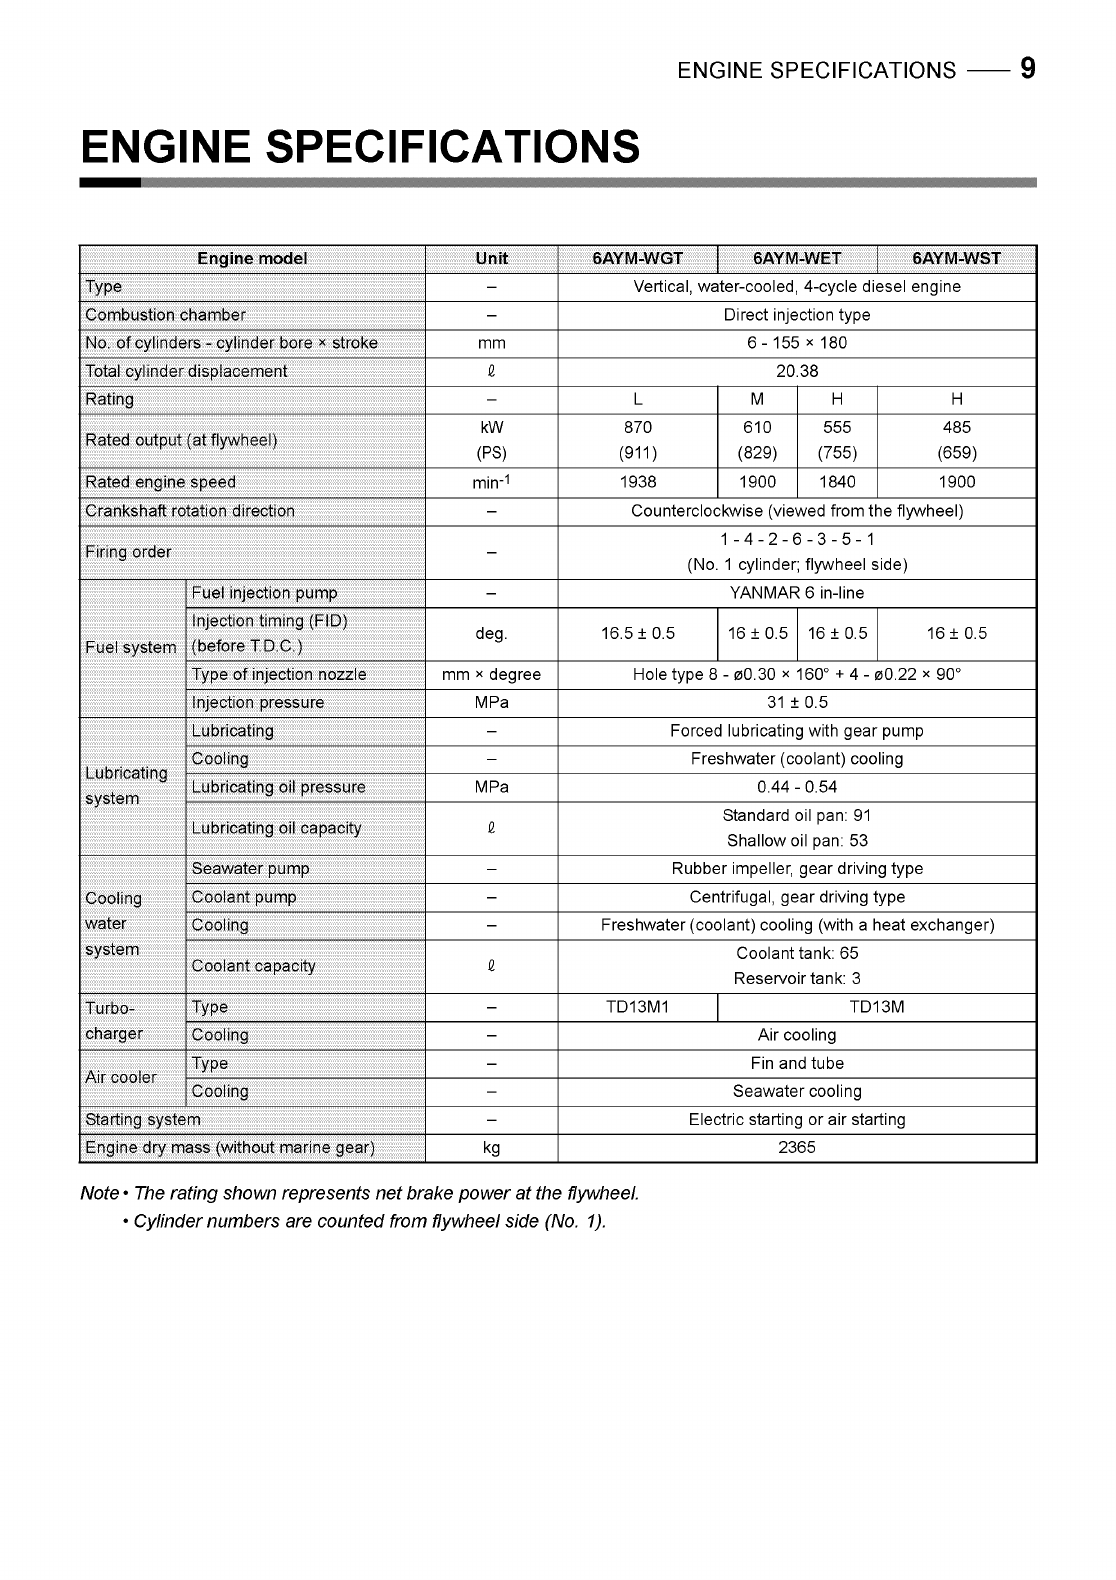 ENGINE SPECIFICATIONS — 9
ENGINE SPECIFICATIONS
Engine model Unit 6AYM-WGT 6AYM-WET 6AYM-WST
Type – Vertical, water-cooled, 4-cycle diesel engine
Combustion chamber – Direct injection type
No. of cylinders - cylinder bore × stroke mm 6 - 155 × 180
Total cylinder displacement ℓ 20.38
Rating – L M H H
Rated output (at flywheel) kW 870 610 555 485
(PS) (911) (829) (755) (659)
Rated engine speed min-1 1938 1900 1840 1900
Crankshaft rotation direction – Counterclockwise (viewed from the flywheel)
Firing order – 1 - 4 - 2 - 6 - 3 - 5 - 1
(No. 1 cylinder; flywheel side)
Fuel system
Fuel injection pump – YANMAR 6 in-line
Injection timing (FID)
(before T.D.C.) deg. 16.5 ± 0.5 16 ± 0.5 16 ± 0.5 16 ± 0.5
Type of injection nozzle mm × degree Hole type 8 - ø0.30 × 160° + 4 - ø0.22 × 90°
Injection pressure MPa 31 ± 0.5
Lubricating
system
Lubricating – Forced lubricating with gear pump
Cooling – Freshwater (coolant) cooling
Lubricating oil pressure MPa 0.44 - 0.54
Lubricating oil capacity ℓ Standard oil pan: 91
Shallow oil pan: 53
Cooling
water
system
Seawater pump – Rubber impeller, gear driving type
Coolant pump – Centrifugal, gear driving type
Cooling – Freshwater (coolant) cooling (with a heat exchanger)
Coolant capacity ℓ Coolant tank: 65
Reservoir tank: 3
Turbo-
charger
Type – TD13M1 TD13M
Cooling – Air cooling
Air cooler
Type – Fin and tube
Cooling – Seawater cooling
Starting system – Electric starting or air starting
Engine dry mass (without marine gear) kg 2365
Note • The rating shown represents net brake power at the flywheel.
• Cylinder numbers are counted from flywheel side (No. 1).